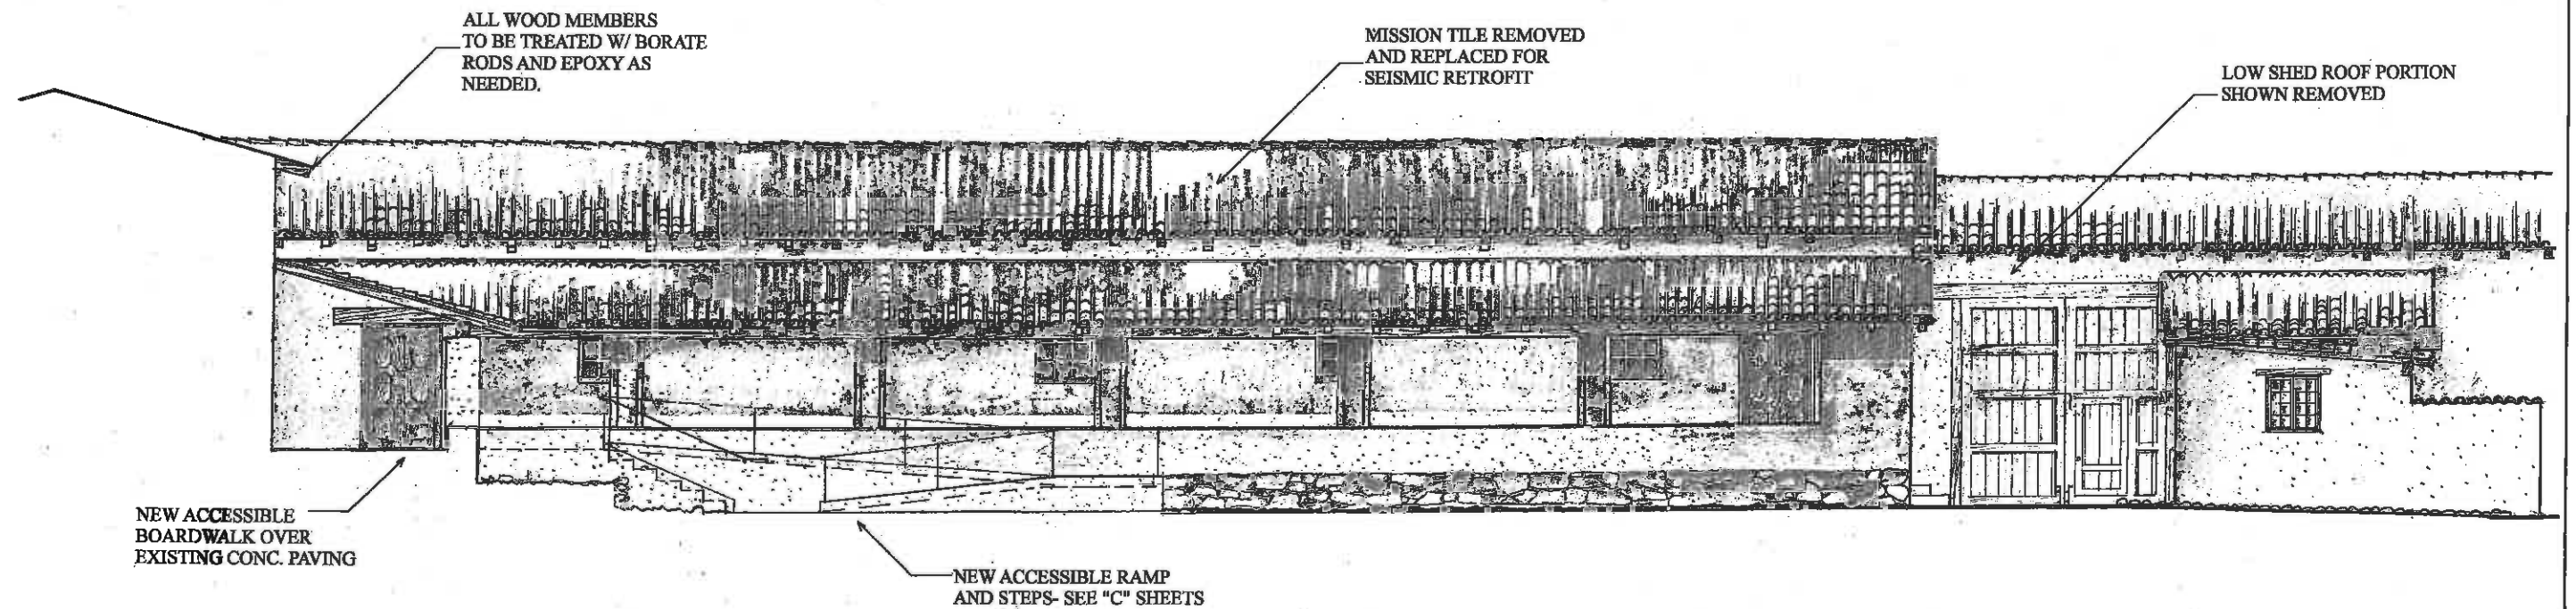 ALL WOOD MEMBERS
TO BE TREATED W/ BORATE
RODS AND EPOXY AS
NEEDED.
MISSION TILE REMOVED
AND REPLACED FOR
SEISMIC RETROFIT
LOW SHED ROOF PORTION
SHOWN REMOVED
NEW ACCESSIBLE
BOARDWALK OVER
EXISTING CONC. PAVING
NEW ACCESSIBLE RAMP
AND STEPS- SEE "C" SHEETS